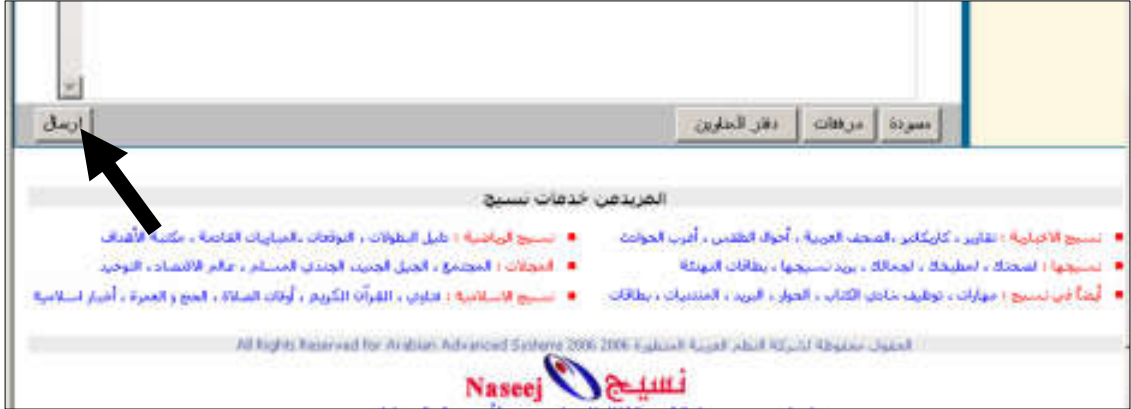 مسودة مرفقات دفتر العناوين إرسال
المزيد من خدمات نسيج
نسيج الاخبارية : تقارير ، كاريكاتير ،الصحف العربية ، أحوال الطقس ، أغرب الحوادث
نسيج الرياضية : دليل البطولات ، التوقعات ،المباريات القادمة ، مكتبة الأهداف
نسيجها : لصحتك ، لمطبخك ، لجمالك ، بريد نسيجها ، بطاقات التهنئة
المجلات : المجتمع ، الجيل الجديد، الجندي المسلم ، عالم الاقتصاد ، التوحيد
أيضاً في نسيج : مهارات ، توظيف ،نادي الكتاب ، الحوار ، البريد ، المنتديات ، بطاقات
نسيج الاسلامية : فتاوى ، القرآن الكريم ، أوقات الصلاة ، الحج و العمرة ، أخبار اسلامية
الحقوق محفوظة لشركة النظم العربية المتطورة 2006 All Rights Reserved for Arabian Advanced Systems 2006
Naseej نسيج